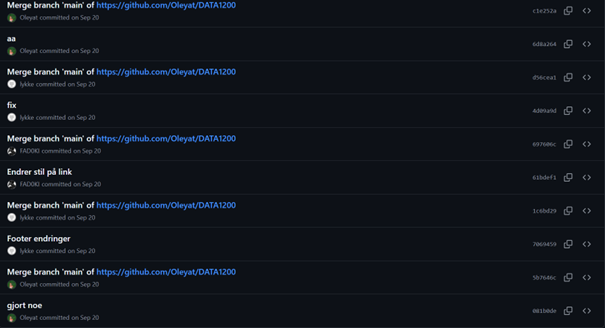 Merge branch 'main' of https://github.com/Oleyat/DATA1200
Oleyat committed on Sep 20
c1e252a
aa
Oleyat committed on Sep 20
6d8a264
Merge branch 'main' of https://github.com/Oleyat/DATA1200
lykke committed on Sep 20
d56cea1
fix
lykke committed on Sep 20
4d09a9d
Merge branch 'main' of https://github.com/Oleyat/DATA1200
FAD0KI committed on Sep 20
697606c
Endrer stil på link
FAD0KI committed on Sep 20
61bdef1
Merge branch 'main' of https://github.com/Oleyat/DATA1200
lykke committed on Sep 20
1c6bd29
Footer endringer
lykke committed on Sep 20
7069459
Merge branch 'main' of https://github.com/Oleyat/DATA1200
Oleyat committed on Sep 20
5b7646c
gjort noe
Oleyat committed on Sep 20
081b0de